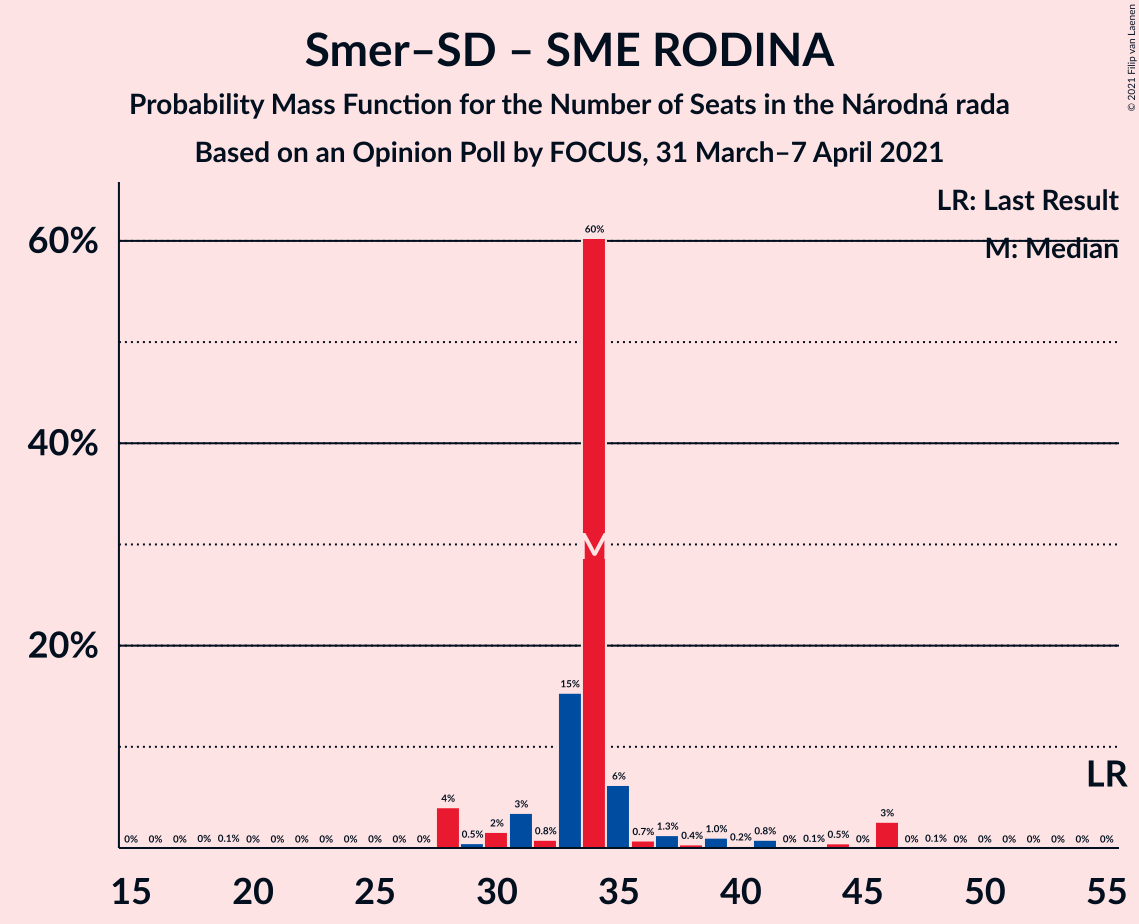 Smer–SD – SME RODINA
Probability Mass Function for the Number of Seats in the Národná rada
Based on an Opinion Poll by FOCUS, 31 March–7 April 2021
© 2021 Filip van Laenen
LR: Last Result
M: Median
60%
40%
20%
60%
M
15%
6%
LR
4%
3%
3%
2%
1.3%
1.0%
0% 0% 0% 0% 0.1% 0% 0% 0% 0% 0% 0% 0% 0% 0.5% 0.8% 0.7% 0.4% 0.2% 0.8% 0% 0.1% 0.5% 0% 0.1% 0% 0% 0% 0% 0% 0% 0%
15 20 25 30 35 40 45 50 55